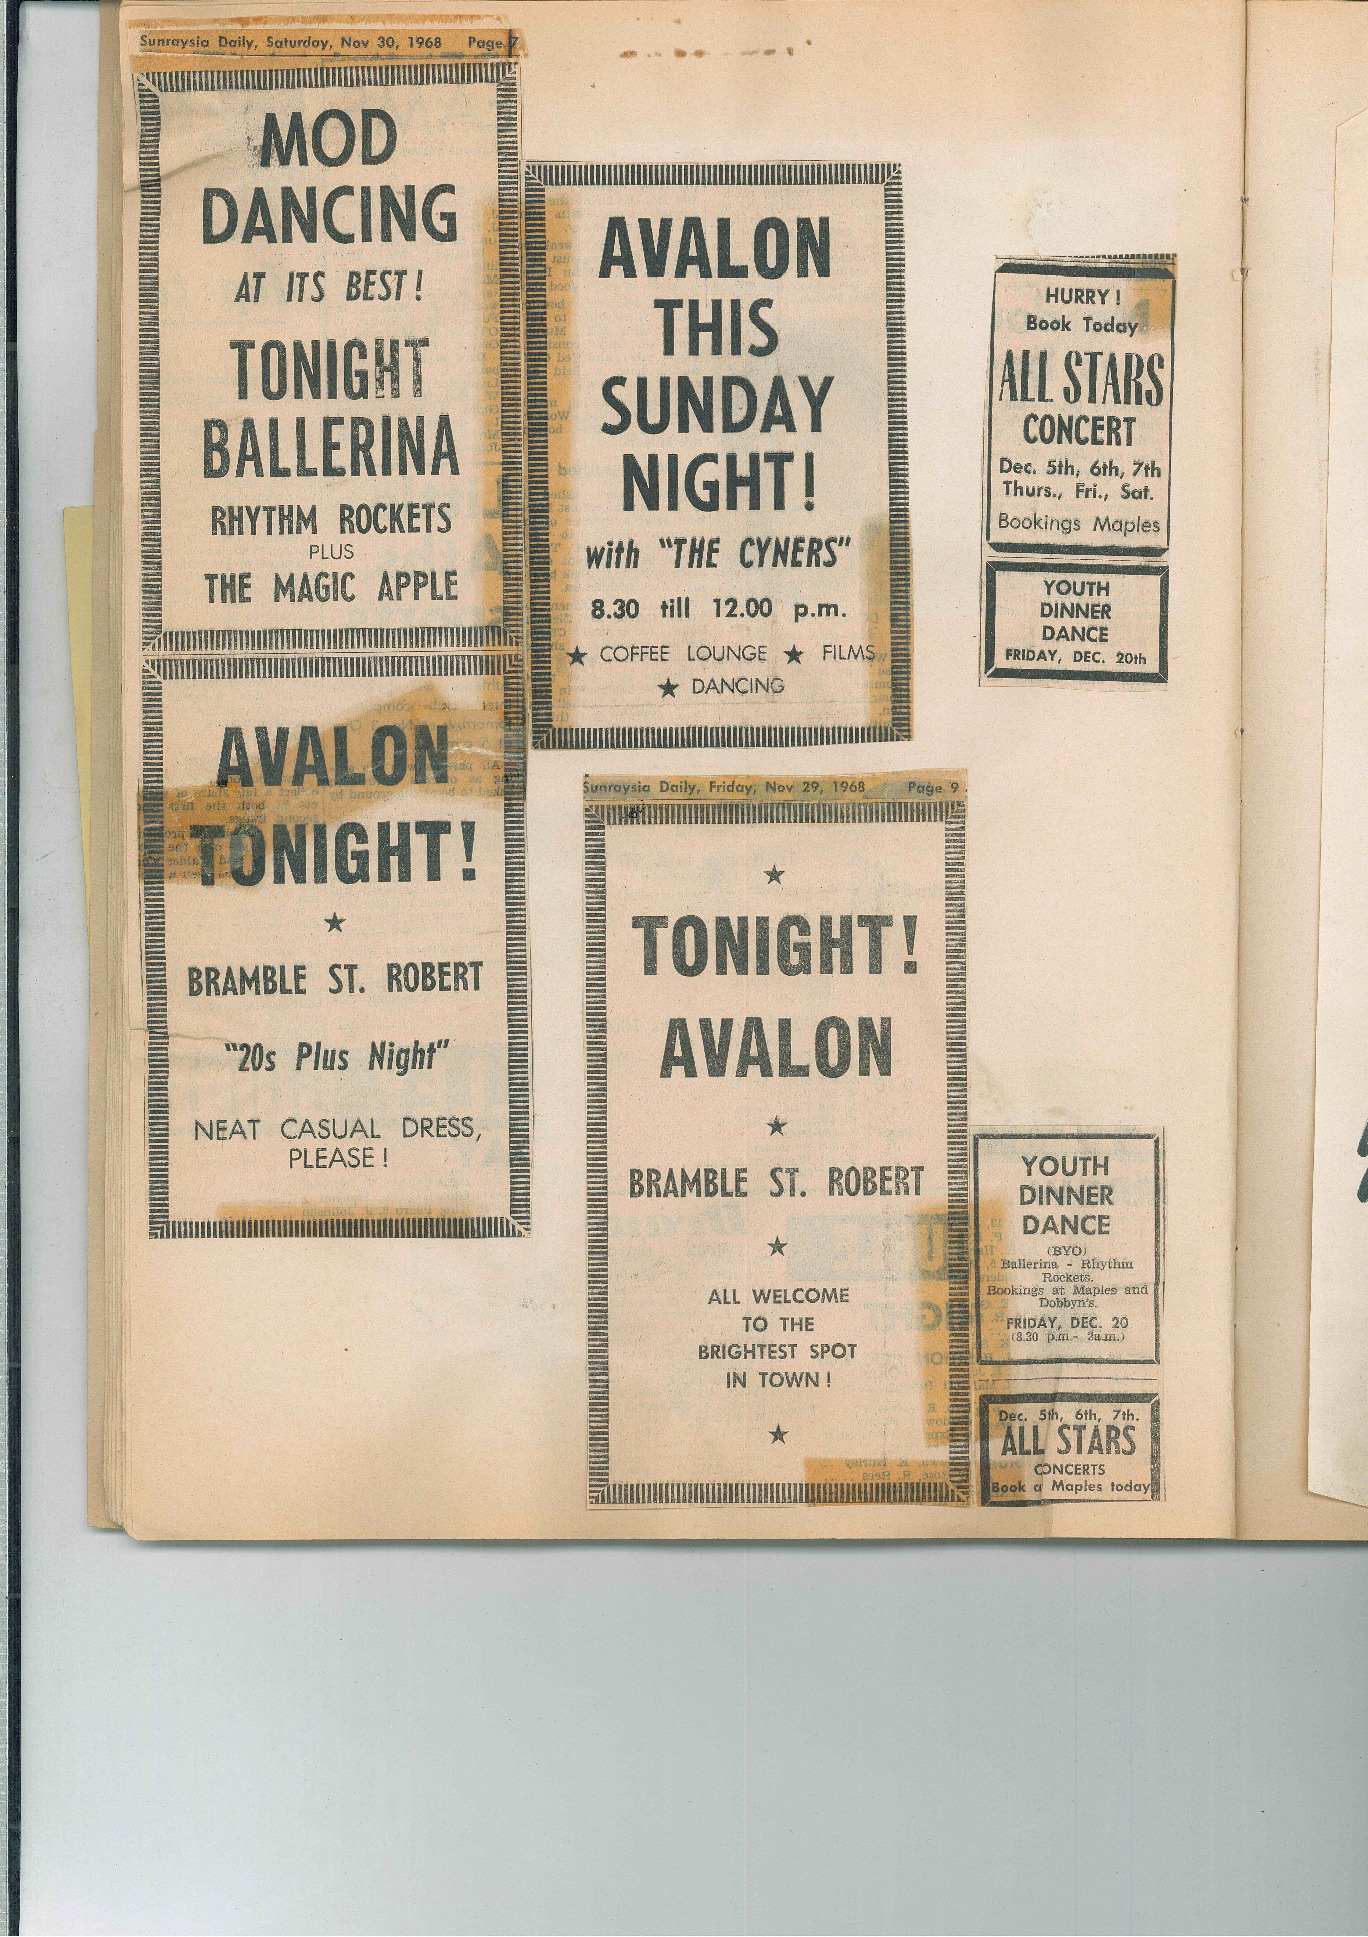 Sunraysia Daily, Saturday, Nov 30, 1968 Page 7
MOD
DANCING
AT ITS BEST!
TONIGHT
BALLERINA
RHYTHM ROCKETS
PLUS
THE MAGIC APPLE
AVALON
TONIGHT!
★
BRAMBLE ST. ROBERT
"20s Plus Night"
NEAT CASUAL DRESS,
PLEASE!
AVALON
THIS
SUNDAY
NIGHT!
with "THE CYNERS"
8.30 till 12.00 p.m.
★ COFFEE LOUNGE ★ FILMS
★ DANCING
Sunraysia Daily, Friday, Nov 29, 1968 Page 9
★
TONIGHT!
AVALON
★
BRAMBLE ST. ROBERT
★
ALL WELCOME
TO THE
BRIGHTEST SPOT
IN TOWN!
★
HURRY!
Book Today
ALL STARS
CONCERT
Dec. 5th, 6th, 7th
Thurs., Fri., Sat.
Bookings Maples
YOUTH
DINNER
DANCE
FRIDAY, DEC. 20th
YOUTH
DINNER
DANCE
(BYO)
Ballerina - Rhythm
Rockets.
Bookings at Maples and
Dobbyn's.
FRIDAY, DEC. 20
(8.30 p.m.- 2a.m.)
Dec. 5th, 6th, 7th.
ALL STARS
CONCERTS
Book a Maples today